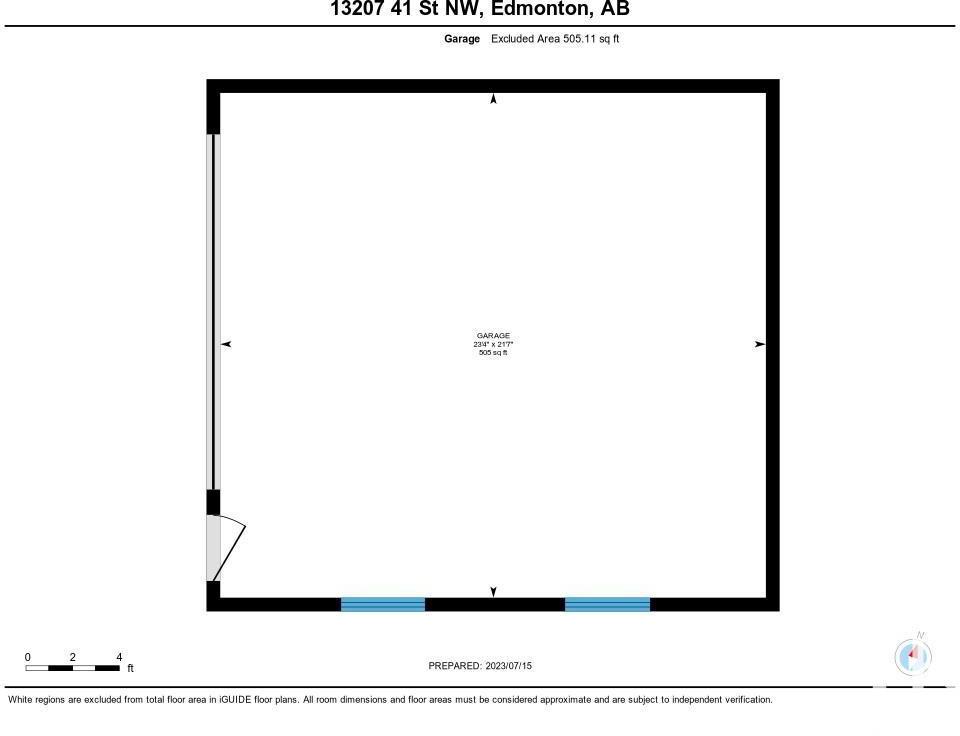 13207 41 St NW, Edmonton, AB
Garage Excluded Area 505.11 sq ft
GARAGE
23'4" x 21'7"
505 sq ft
N
0 2 4
ft
PREPARED: 2023/07/15
White regions are excluded from total floor area in iGUIDE floor plans. All room dimensions and floor areas must be considered approximate and are subject to independent verification.